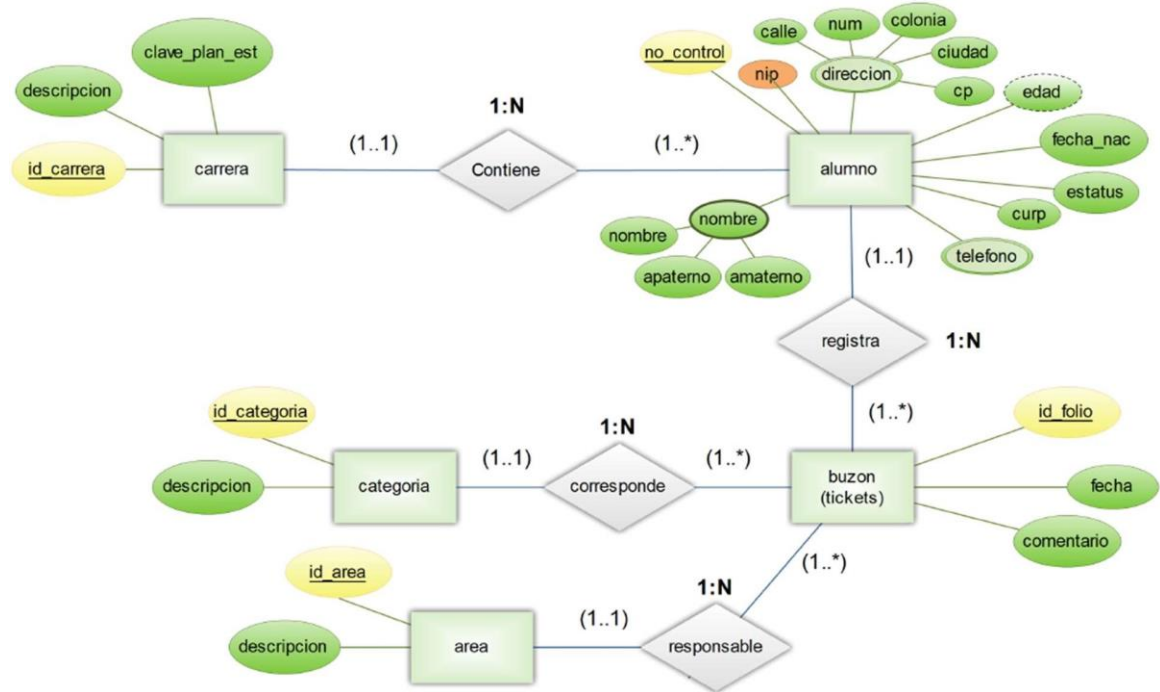 clave_plan_est
descripcion
id_carrera
carrera
(1..1)
1:N
Contiene
(1..*)
no_control
nip
calle
num
colonia
direccion
ciudad
cp
edad
fecha_nac
estatus
curp
telefono
alumno
nombre
nombre
apaterno
amaterno
(1..1)
registra
1:N
(1..*)
id_categoria
descripcion
categoria
(1..1)
1:N
corresponde
(1..*)
buzon
(tickets)
id_folio
fecha
comentario
(1..*)
id_area
descripcion
area
(1..1)
1:N
responsable